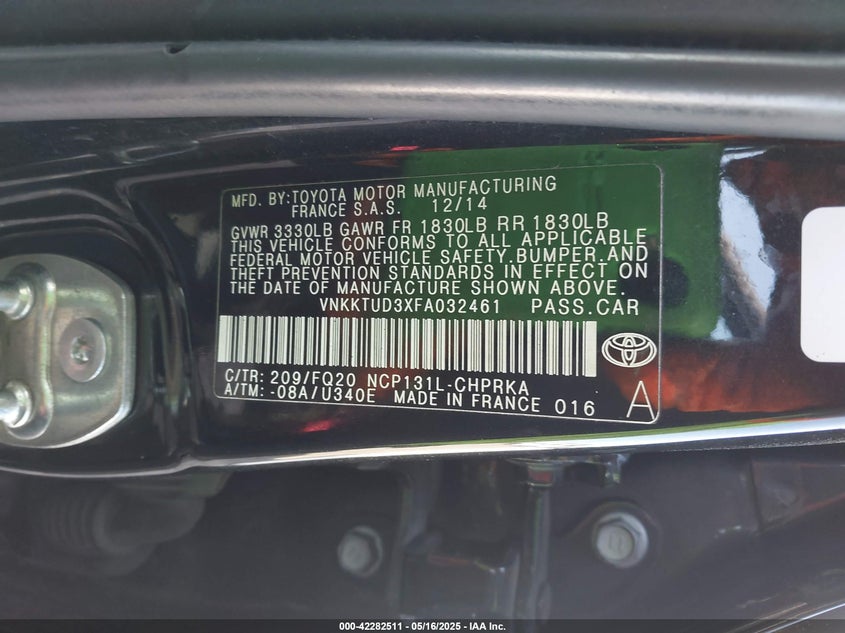 MFD. BY:TOYOTA MOTOR MANUFACTURING
FRANCE S.A.S. 12/14
GVWR 3330LB GAWR FR 1830LB RR 1830LB
THIS VEHICLE CONFORMS TO ALL APPLICABLE
FEDERAL MOTOR VEHICLE SAFETY,BUMPER,AND
THEFT PREVENTION STANDARDS IN EFFECT ON
THE DATE OF MANUFACTURE SHOWN ABOVE.
VNKKTUD3XFA032461 PASS.CAR
C/TR: 209/FQ20 NCP131L-CHPRKA
A/TM: -08A/U340E MADE IN FRANCE 016 A
000-42282511 - 05/16/2025 - IAA Inc.